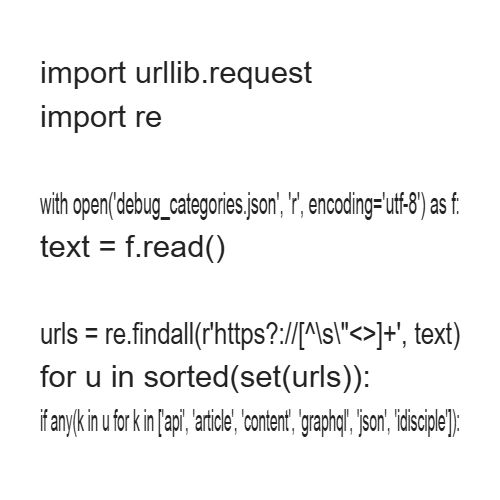 import urllib.request
import re
with open('debug_categories.json', 'r', encoding='utf-8') as f:
text = f.read()
urls = re.findall(r'https?://[^\s\"<>]+', text)
for u in sorted(set(urls)):
if any(k in u for k in ['api', 'article', 'content', 'graphql', 'json', 'idisciple']):